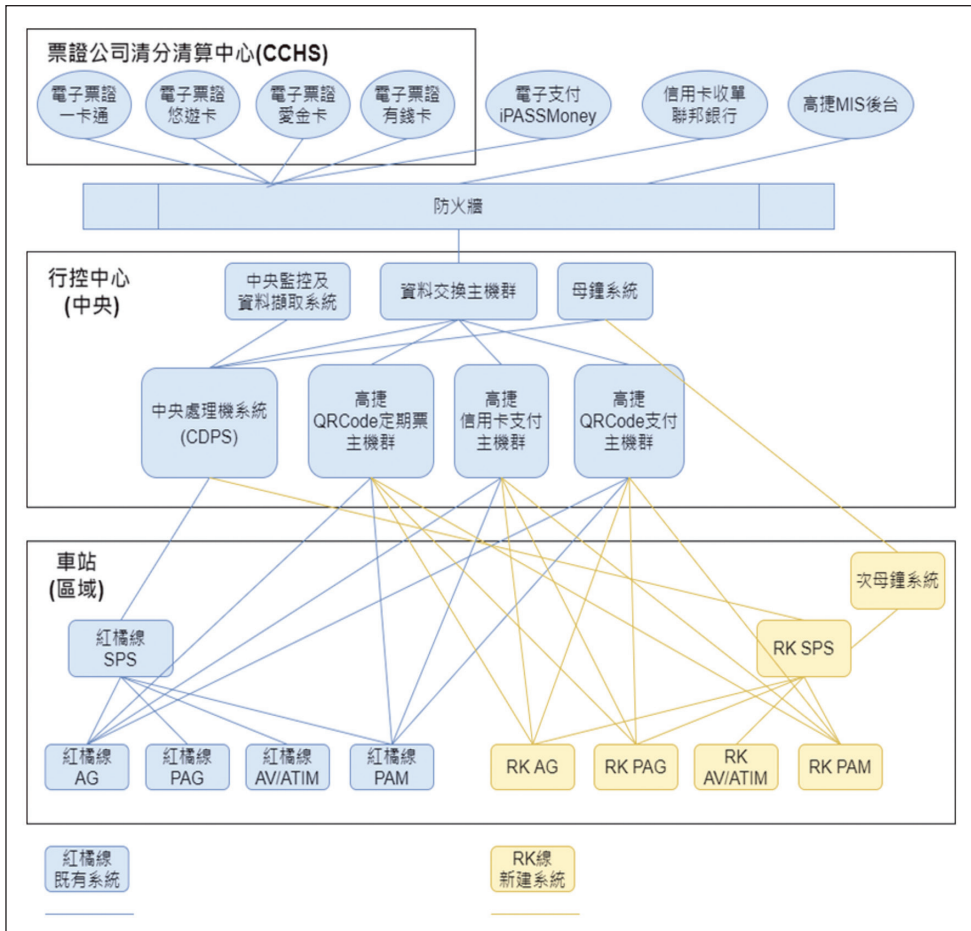 票證公司清分清算中心(CCHS)
電子票證
一卡通
電子票證
悠遊卡
電子票證
愛金卡
電子票證
有錢卡
電子支付
iPASSMoney
信用卡收單
聯邦銀行
高捷MIS後台
防火牆
行控中心
(中央)
中央監控及
資料擷取系統
資料交換主機群
母鐘系統
中央處理機系統
(CDPS)
高捷
QRCode定期票
主機群
高捷
信用卡支付
主機群
高捷
QRCode支付
主機群
車站
(區域)
次母鐘系統
紅橘線
SPS
RK SPS
紅橘線
AG
紅橘線
PAG
紅橘線
AV/ATIM
紅橘線
PAM
RK AG
RK PAG
RK
AV/ATIM
RK PAM
紅橘線
既有系統
RK線
新建系統